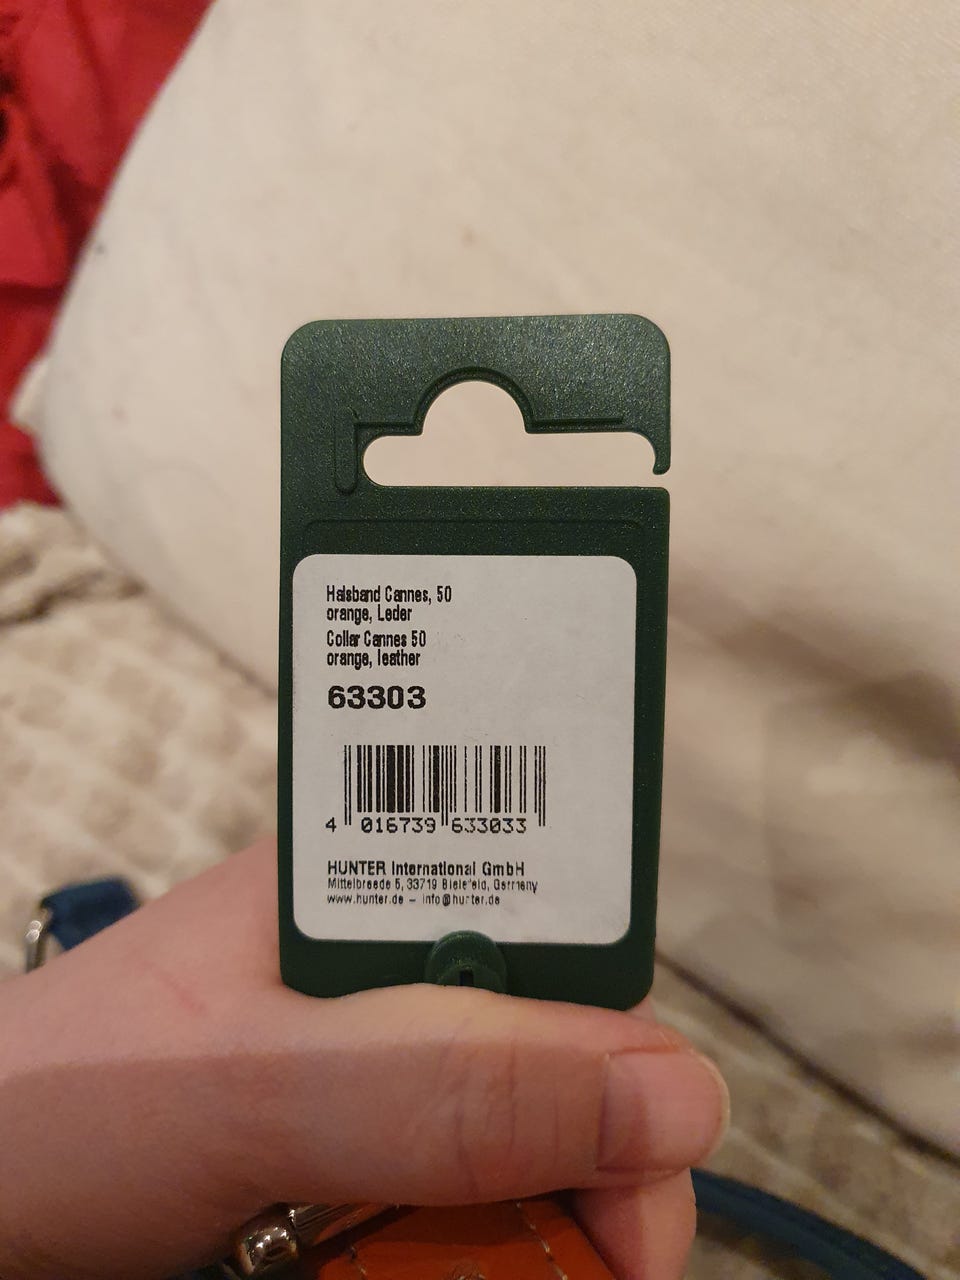 Halsband Cannes, 50
orange, Leder
Collar Cannes 50
orange, leather
63303
4 016739 633033
HUNTER International GmbH
Mittelbreede 5, 33719 Bielefeld, Germany
www.hunter.de – info@hunter.de